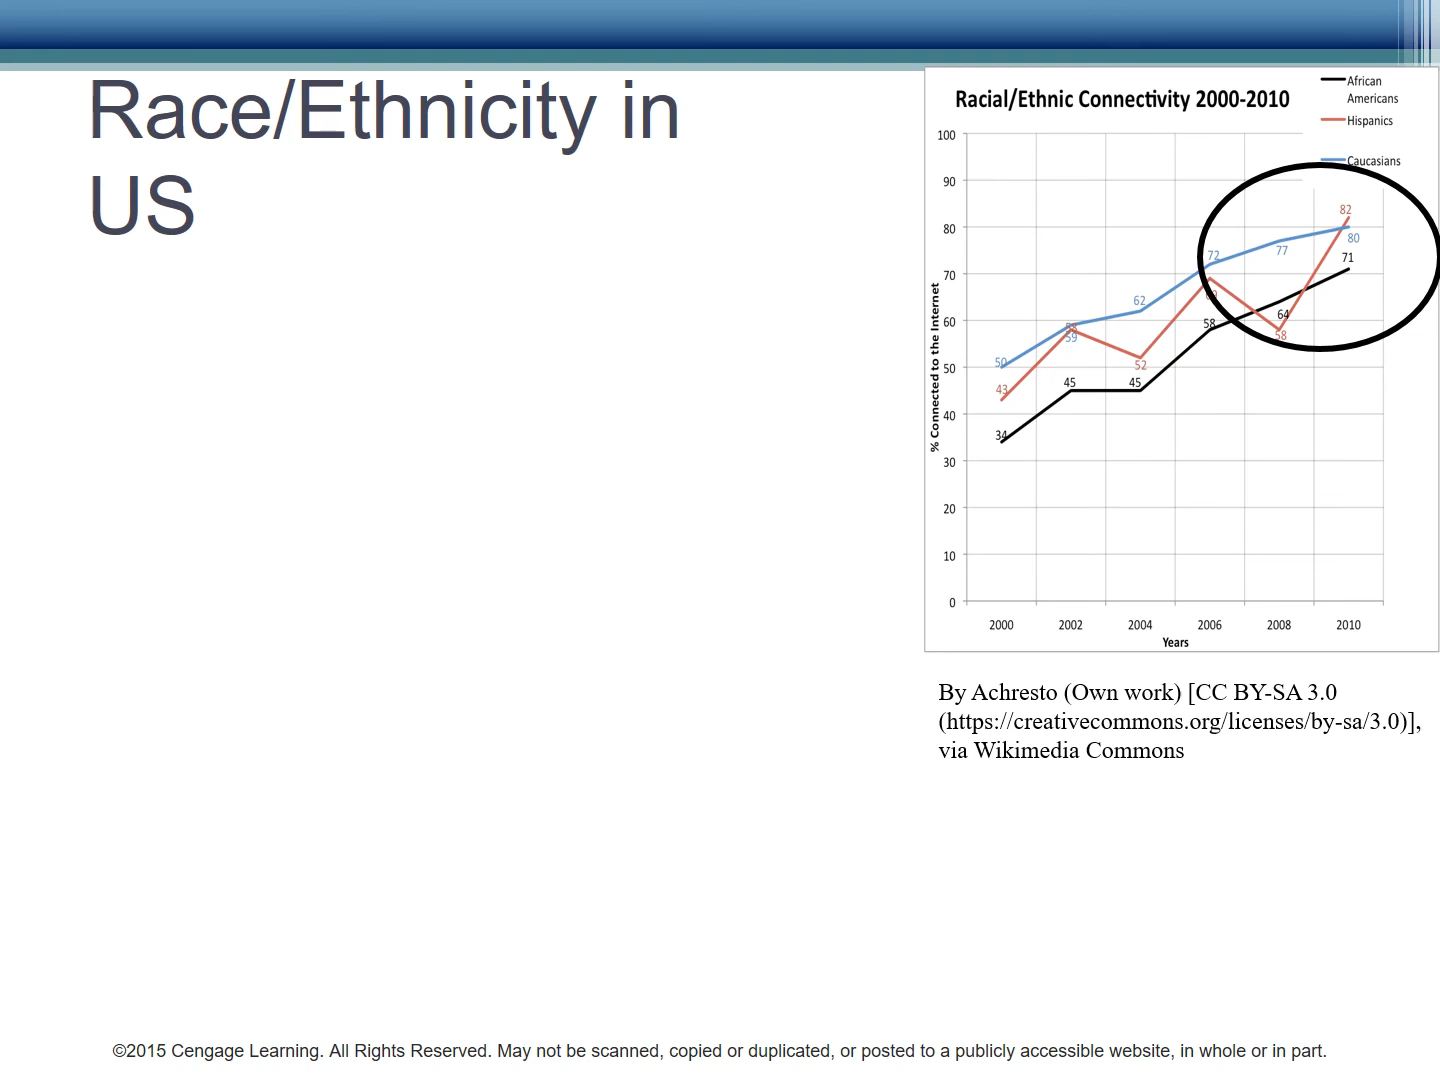 Race/Ethnicity in
US
Racial/Ethnic Connectivity 2000-2010
African
Americans
Hispanics
Caucasians
% Connected to the Internet
100
90
80
70
60
50
40
30
20
10
0
50
59
62
72
77
80
43
58
52
69
58
82
34
45
45
58
64
71
2000 2002 2004 2006 2008 2010
Years
By Achresto (Own work) [CC BY-SA 3.0
(https://creativecommons.org/licenses/by-sa/3.0)],
via Wikimedia Commons
©2015 Cengage Learning. All Rights Reserved. May not be scanned, copied or duplicated, or posted to a publicly accessible website, in whole or in part.